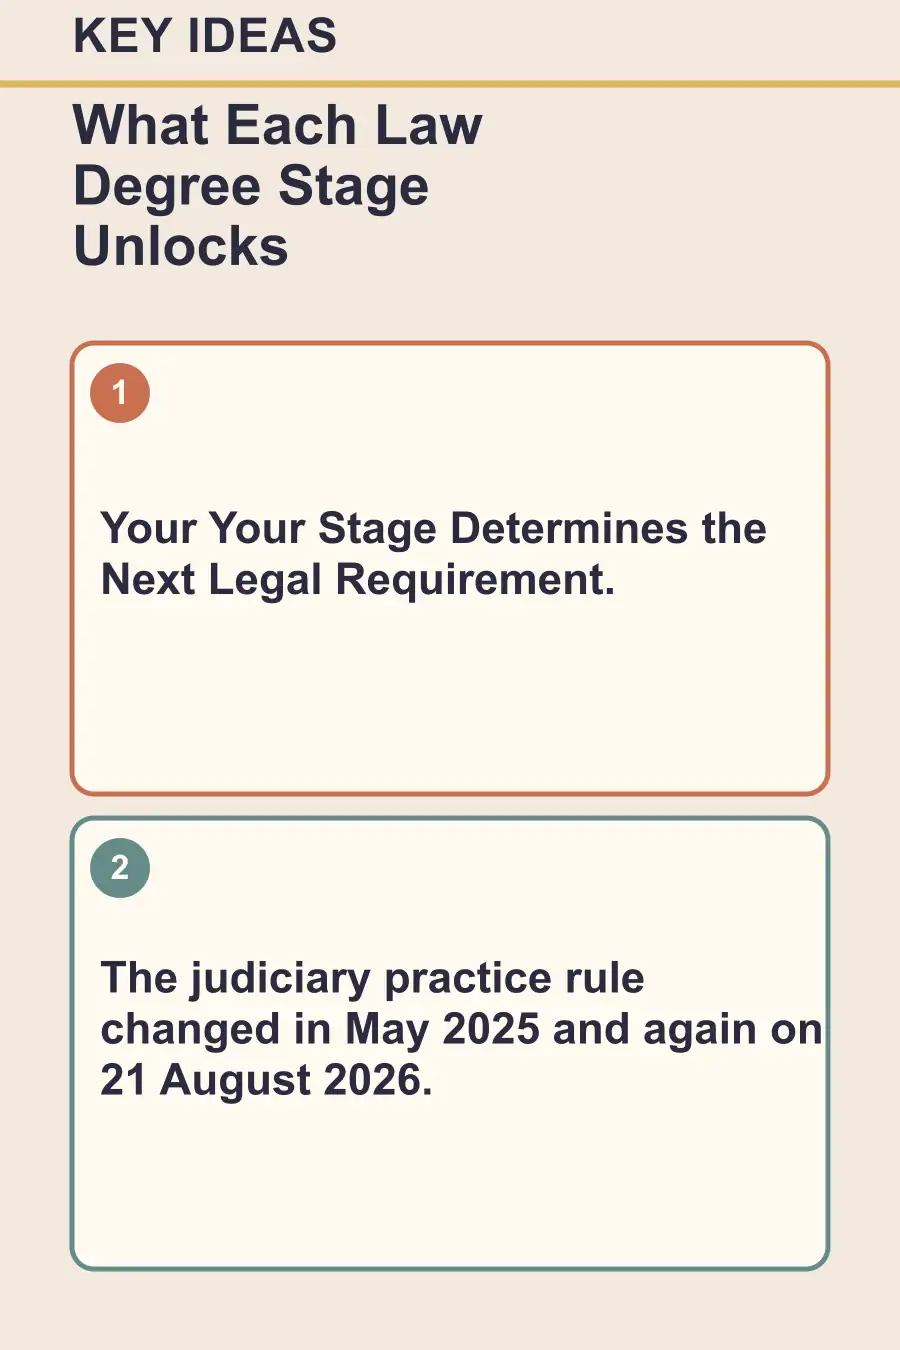 KEY IDEAS
What Each Law
Degree Stage
Unlocks
1
Your Your Stage Determines the
Next Legal Requirement.
2
The judiciary practice rule
changed in May 2025 and again on
21 August 2026.